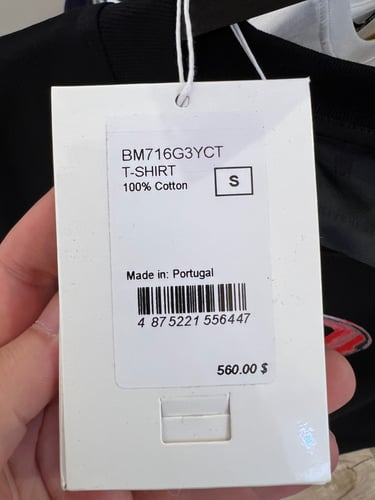 BM716G3YCT
T-SHIRT
100% Cotton
S
Made in: Portugal
4 875221 556447
560.00 $